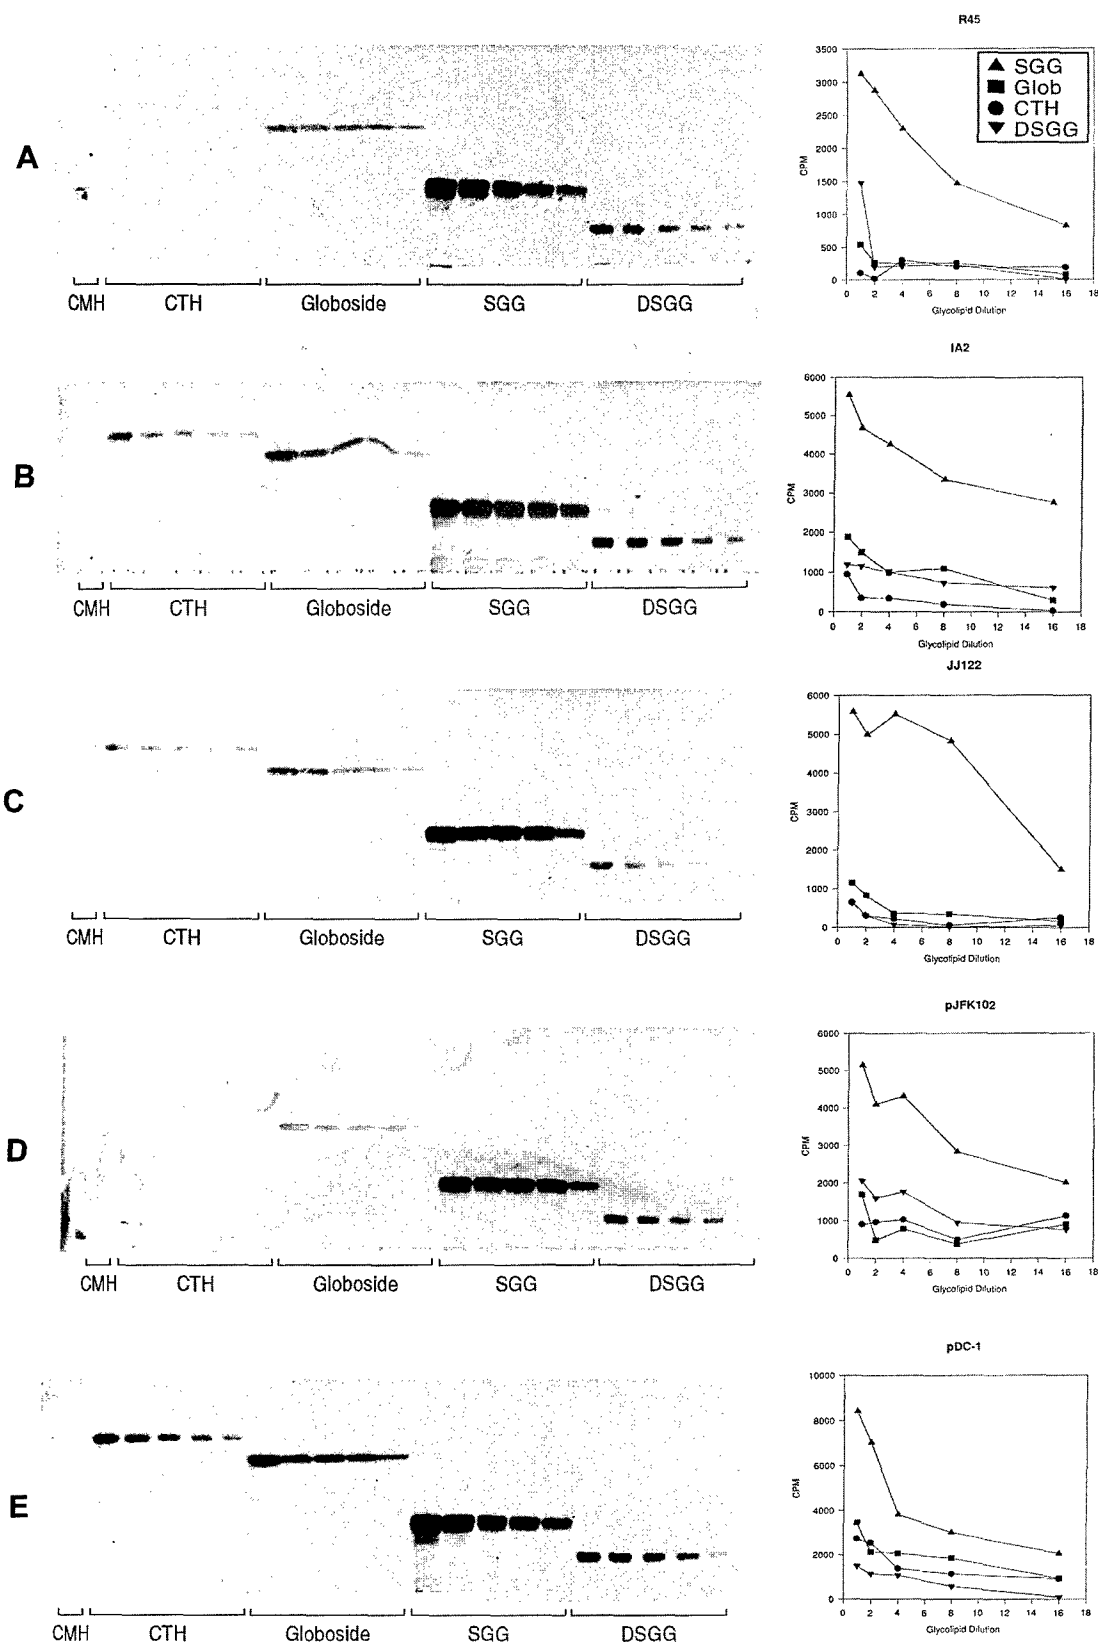 R45
A
CMH CTH Globoside SGG DSGG
3500
3000
2500
2000
1500
1000
500
0
CPM
▲ SGG
■ Glob
● CTH
▼ DSGG
0 2 4 6 8 10 12 14 16 18
Glycolipid Dilution
IA2
B
CMH CTH Globoside SGG DSGG
6000
5000
4000
3000
2000
1000
0
CPM
0 2 4 6 8 10 12 14 16 18
Glycolipid Dilution
JJ122
C
CMH CTH Globoside SGG DSGG
6000
5000
4000
3000
2000
1000
0
CPM
0 2 4 6 8 10 12 14 16 18
Glycolipid Dilution
pJFK102
D
CMH CTH Globoside SGG DSGG
6000
5000
4000
3000
2000
1000
0
CPM
0 2 4 6 8 10 12 14 16 18
Glycolipid Dilution
pDC-1
E
CMH CTH Globoside SGG DSGG
10000
8000
6000
4000
2000
0
CPM
0 2 4 6 8 10 12 14 16 18
Glycolipid Dilution